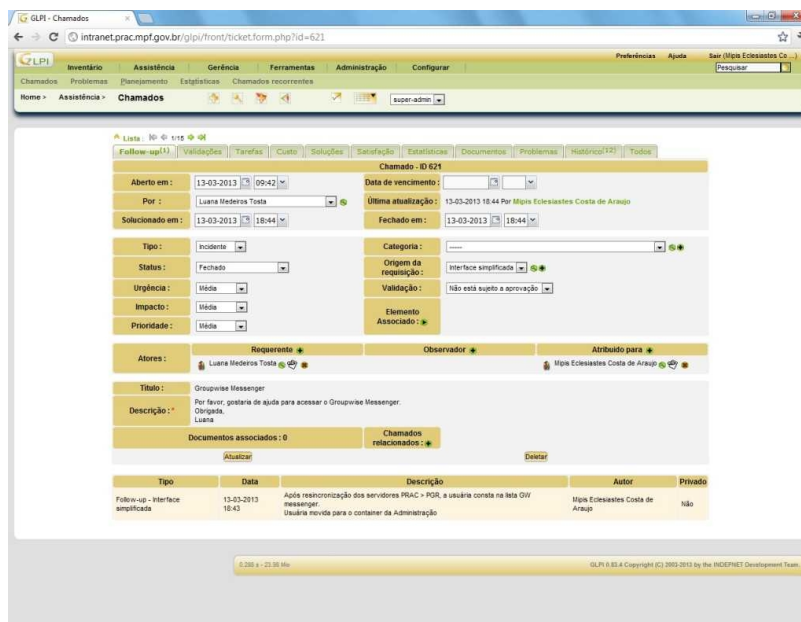 GLPI - Chamados
intranet.prac.mpf.gov.br/glpi/front/ticket.form.php?id=621
GLPI
Preferências Ajuda Sair (Mipis Eclesiastes Co ...)
Inventário Assistência Gerência Ferramentas Administração Configurar Pesquisar
Chamados Problemas Planejamento Estatísticas Chamados recorrentes
Home > Assistência > Chamados super-admin
Lista : 1/15
Follow-up(1) Validações Tarefas Custo Soluções Satisfação Estatísticas Documentos Problemas Histórico(12) Todos
Chamado - ID 621
Aberto em : 13-03-2013 09:42 Data de vencimento :
Por : Luana Medeiros Tosta Última atualização : 13-03-2013 18:44 Por Mipis Eclesiastes Costa de Araujo
Solucionado em : 13-03-2013 18:44 Fechado em : 13-03-2013 18:44
Tipo : Incidente Categoria : -----
Status : Fechado Origem da requisição : Interface simplificada
Urgência : Média Validação : Não está sujeito a aprovação
Impacto : Média Elemento Associado :
Prioridade : Média
Atores : Requerente Observador Atribuído para
Luana Medeiros Tosta Mipis Eclesiastes Costa de Araujo
Título : Groupwise Messenger
Descrição :* Por favor, gostaria de ajuda para acessar o Groupwise Messenger.
Obrigada,
Luana
Documentos associados : 0 Chamados relacionados :
Atualizar Deletar
Tipo Data Descrição Autor Privado
Follow-up - Interface simplificada 13-03-2013 18:43 Após resincronização dos servidores PRAC > PGR, a usuária consta na lista GW messenger. Mipis Eclesiastes Costa de Araujo Não
Usuária movida para o container da Administração
GLPI 0.83.4 Copyright (C) 2003-2013 by the INDEPNET Development Team.